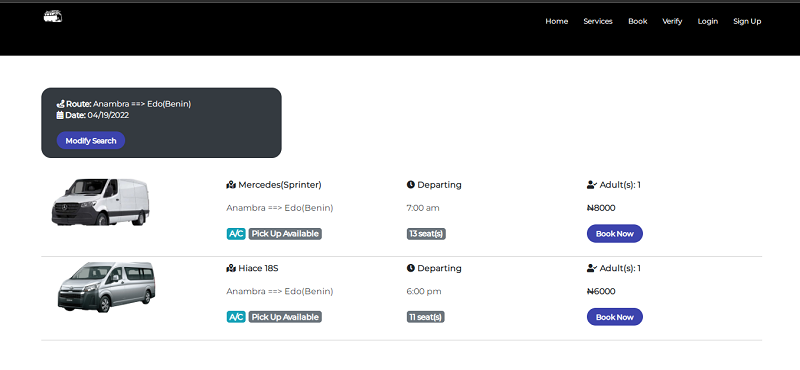 Home Services Book Verify Login Sign Up
Route: Anambra ==> Edo(Benin)
Date: 04/19/2022
Modify Search
Mercedes(Sprinter) Departing Adult(s): 1
Anambra ==> Edo(Benin) 7:00 am ₦8000
A/C Pick Up Available 13 seat(s) Book Now
Hiace 18S Departing Adult(s): 1
Anambra ==> Edo(Benin) 6:00 pm ₦6000
A/C Pick Up Available 11 seat(s) Book Now